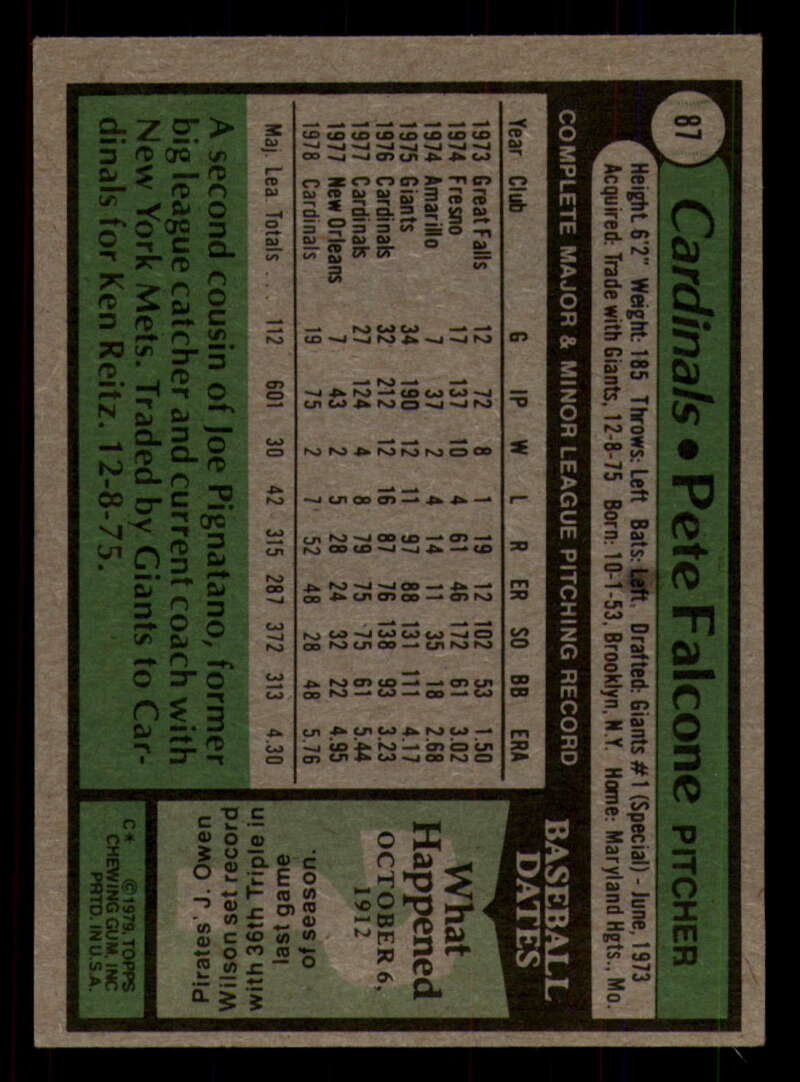 87
Cardinals • Pete Falcone PITCHER
Height: 6'2" Weight: 185 Throws: Left Bats: Left. Drafted: Giants #1 (Special) - June, 1973
Acquired: Trade with Giants, 12-8-75 Born: 10-1-53, Brooklyn, N.Y. Home: Maryland Hgts., Mo.
COMPLETE MAJOR & MINOR LEAGUE PITCHING RECORD
Year Club G IP W L R ER SO BB ERA
1973 Great Falls 12 72 8 1 19 12 102 53 1.50
1974 Fresno 17 137 10 4 61 46 172 61 3.02
1974 Amarillo 7 37 2 4 14 11 35 18 2.68
1975 Giants 34 190 12 11 97 88 131 111 4.17
1976 Cardinals 32 212 12 16 87 76 138 93 3.23
1977 Cardinals 27 124 4 8 79 75 75 61 5.44
1977 New Orleans 7 43 2 5 28 24 32 22 4.95
1978 Cardinals 19 75 2 7 52 48 28 48 5.76
Maj. Lea Totals . . . 112 601 30 42 315 287 372 313 4.30
A second cousin of Joe Pignatano, former
big league catcher and current coach with
New York Mets. Traded by Giants to Car-
dinals for Ken Reitz. 12-8-75.
BASEBALL
DATES
What
Happened
OCTOBER 6,
1912
Pirates' J. Owen
Wilson set record
with 36th Triple in
last game
of season.
C* ©1979, TOPPS
CHEWING GUM, INC
PRTD. IN U.S.A.